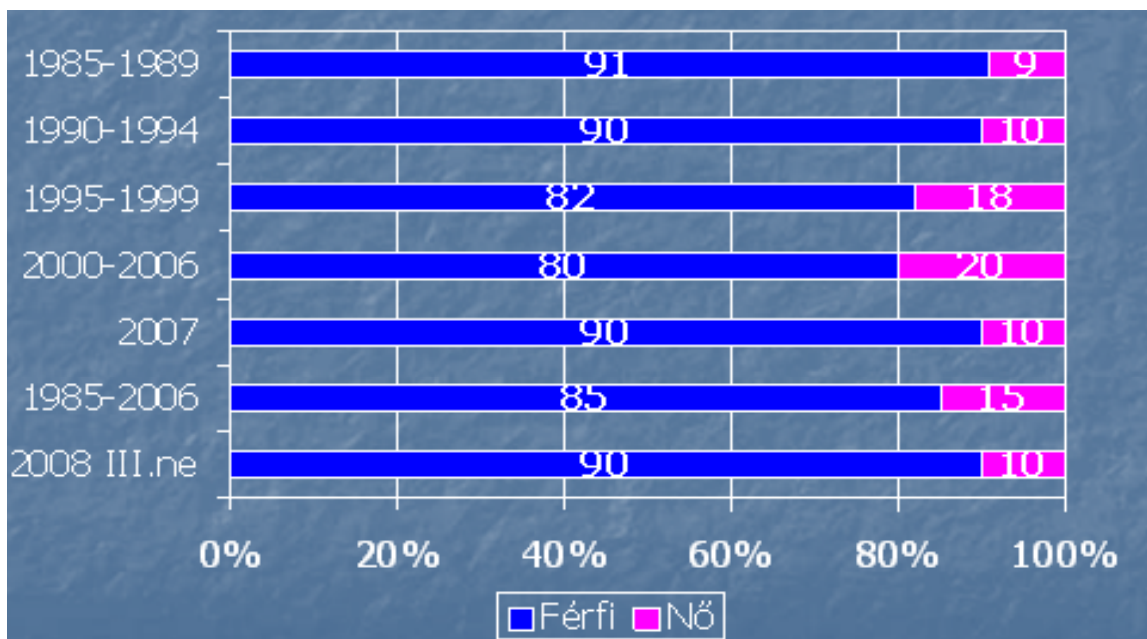 1985-1989 91 9
1990-1994 90 10
1995-1999 82 18
2000-2006 80 20
2007 90 10
1985-2006 85 15
2008 III.ne 90 10
0% 20% 40% 60% 80% 100%
Férfi Nő